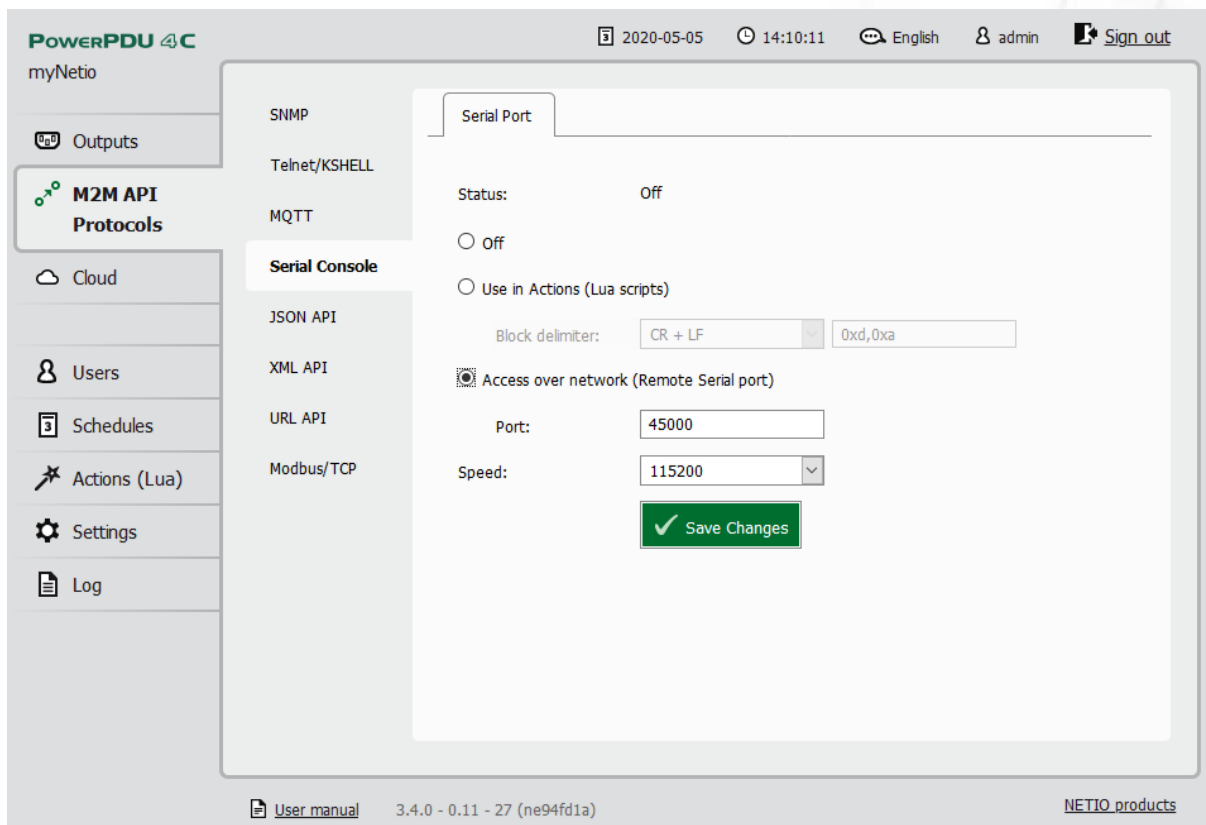 PowerPDU 4C
myNetio
2020-05-05
14:10:11
English
admin
Sign out
Outputs
M2M API
Protocols
Cloud
Users
Schedules
Actions (Lua)
Settings
Log
SNMP
Telnet/KSHELL
MQTT
Serial Console
JSON API
XML API
URL API
Modbus/TCP
Serial Port
Status: Off
Off
Use in Actions (Lua scripts)
Block delimiter: CR + LF 0xd,0xa
Access over network (Remote Serial port)
Port: 45000
Speed: 115200
Save Changes
User manual 3.4.0 - 0.11 - 27 (ne94fd1a)
NETIO products